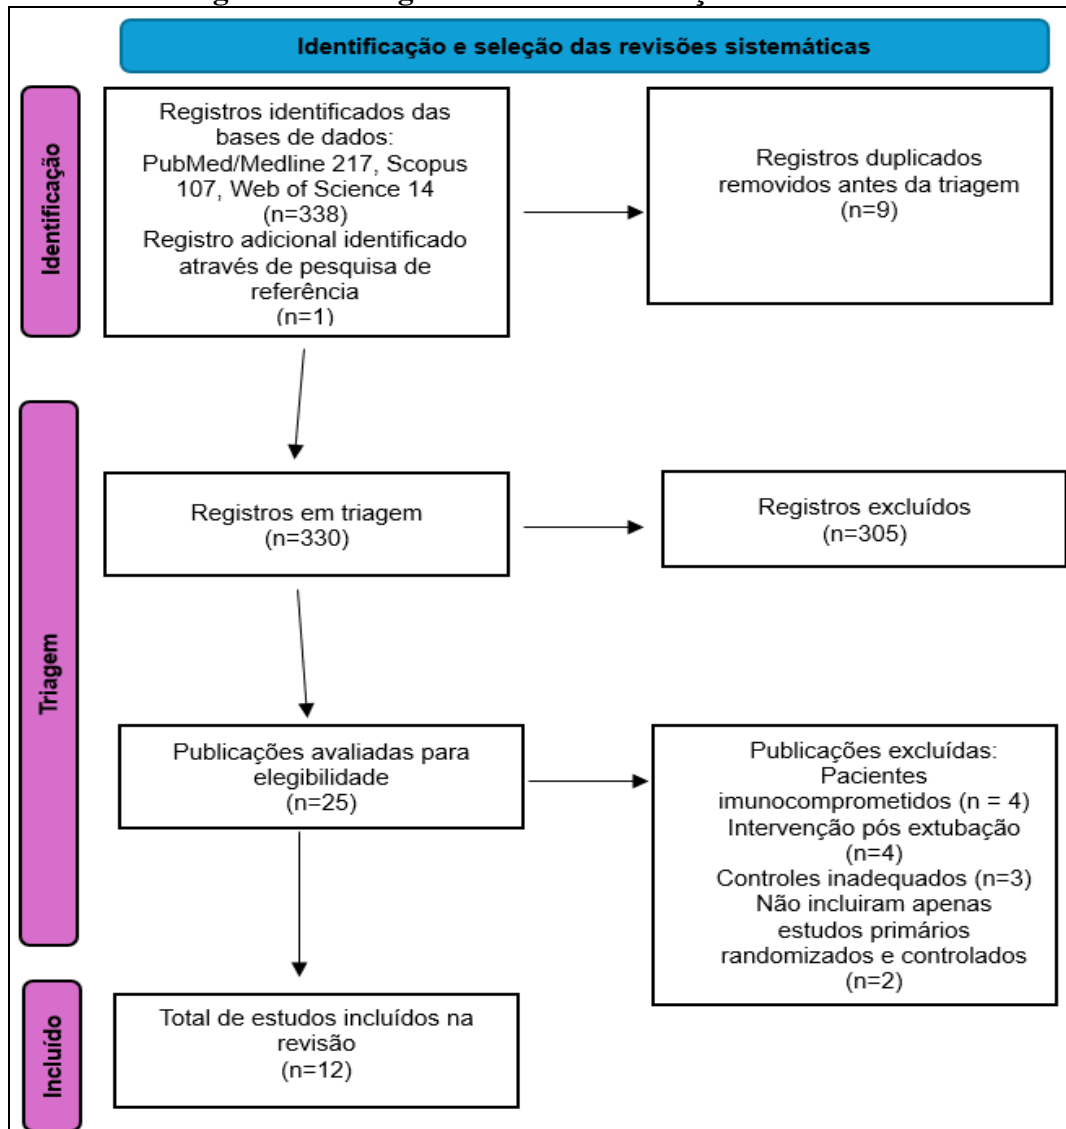 Identificação e seleção das revisões sistemáticas
Identificação
Registros identificados das
bases de dados:
PubMed/Medline 217, Scopus
107, Web of Science 14
(n=338)
Registro adicional identificado
através de pesquisa de
referência
(n=1)
Registros duplicados
removidos antes da triagem
(n=9)
Triagem
Registros em triagem
(n=330)
Registros excluídos
(n=305)
Publicações avaliadas para
elegibilidade
(n=25)
Publicações excluídas:
Pacientes
imunocomprometidos (n = 4)
Intervenção pós extubação
(n=4)
Controles inadequados (n=3)
Não incluiram apenas
estudos primários
randomizados e controlados
(n=2)
Incluído
Total de estudos incluídos na
revisão
(n=12)